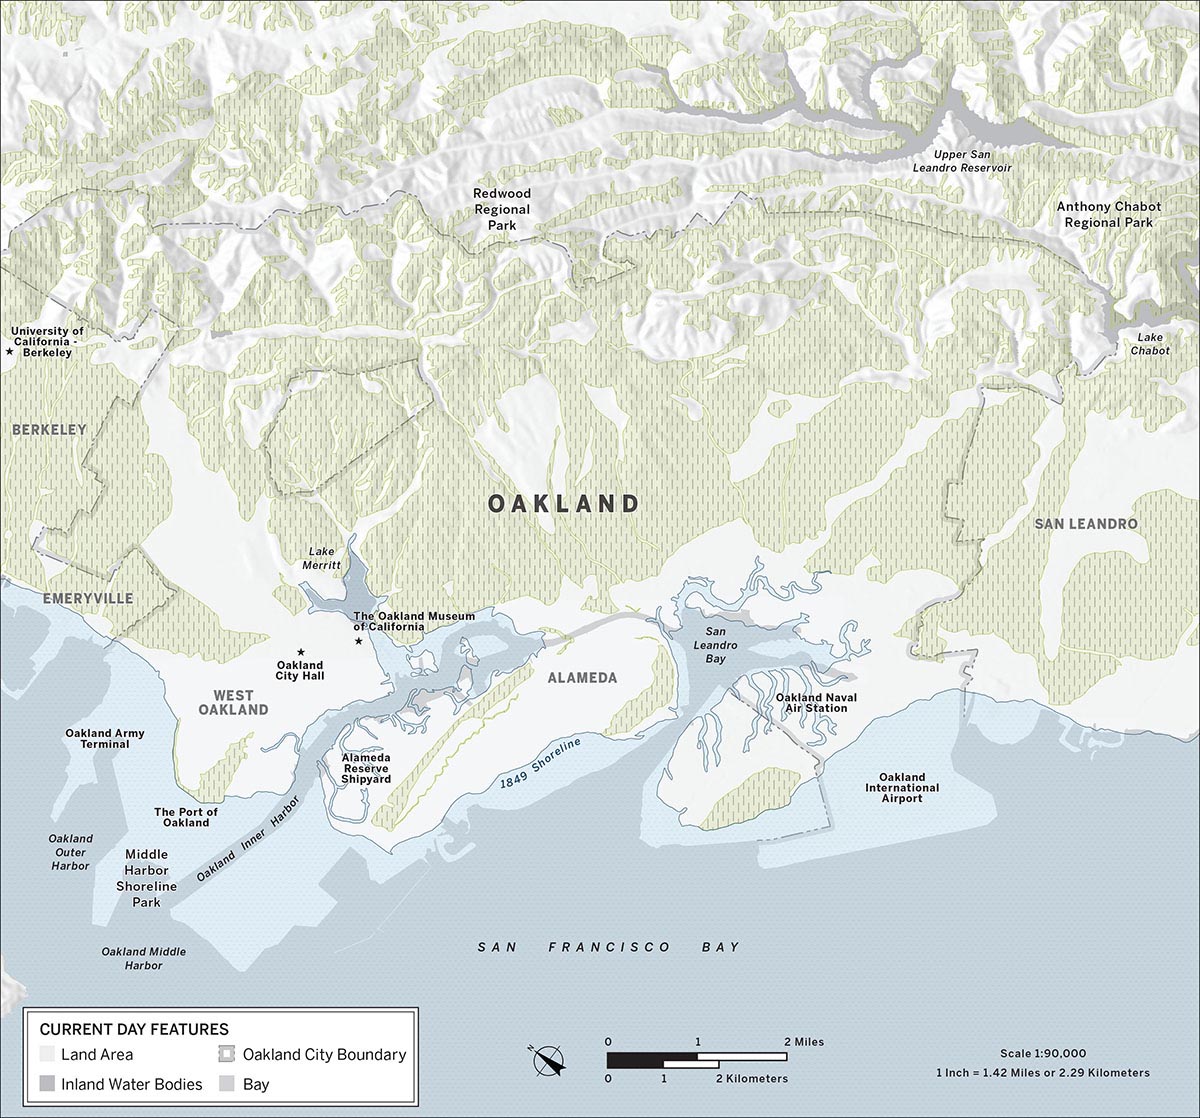 Upper San
Leandro Reservoir
Redwood
Regional
Park
Anthony Chabot
Regional Park
University of
California -
Berkeley
Lake
Chabot
BERKELEY
OAKLAND
SAN LEANDRO
Lake
Merritt
EMERYVILLE
The Oakland Museum
of California
San
Leandro
Bay
Oakland
City Hall
ALAMEDA
WEST
OAKLAND
Oakland Naval
Air Station
Oakland Army
Terminal
1849 Shoreline
Alameda
Reserve
Shipyard
Oakland
International
Airport
The Port of
Oakland
Oakland Inner Harbor
Oakland
Outer
Harbor
Middle
Harbor
Shoreline
Park
SAN FRANCISCO BAY
Oakland Middle
Harbor
CURRENT DAY FEATURES
Land Area
Oakland City Boundary
Inland Water Bodies
Bay
N
0 1 2 Miles
0 1 2 Kilometers
Scale 1:90,000
1 Inch = 1.42 Miles or 2.29 Kilometers